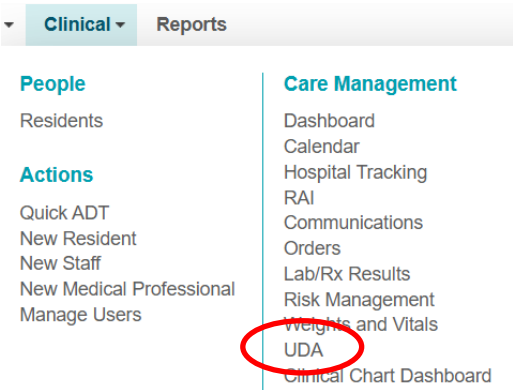 Clinical Reports
People
Residents
Actions
Quick ADT
New Resident
New Staff
New Medical Professional
Manage Users
Care Management
Dashboard
Calendar
Hospital Tracking
RAI
Communications
Orders
Lab/Rx Results
Risk Management
Weights and Vitals
UDA
Clinical Chart Dashboard